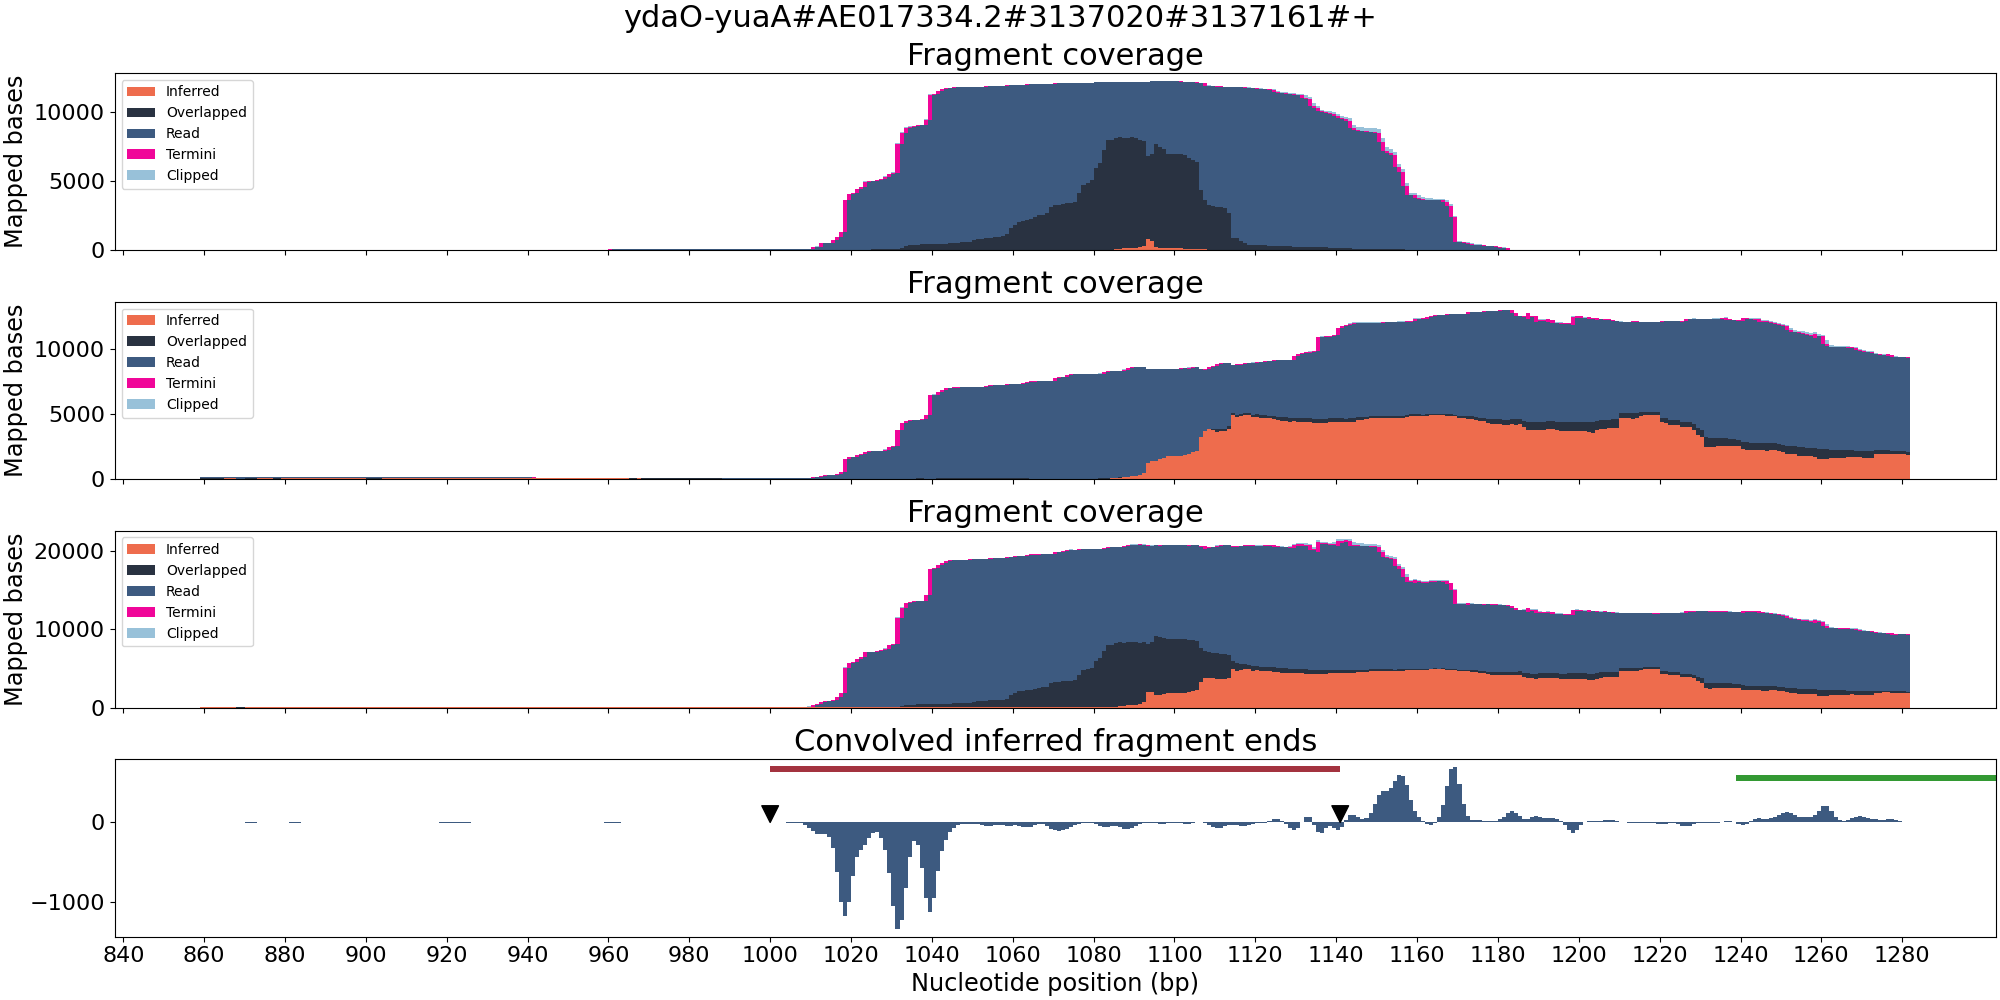 ydaO-yuaA#AE017334.2#3137020#3137161#+
Fragment coverage
Mapped bases
10000
5000
0
Inferred
Overlapped
Read
Termini
Clipped
Fragment coverage
Mapped bases
10000
5000
0
Inferred
Overlapped
Read
Termini
Clipped
Fragment coverage
Mapped bases
20000
10000
0
Inferred
Overlapped
Read
Termini
Clipped
Convolved inferred fragment ends
0
−1000
840 860 880 900 920 940 960 980 1000 1020 1040 1060 1080 1100 1120 1140 1160 1180 1200 1220 1240 1260 1280
Nucleotide position (bp)